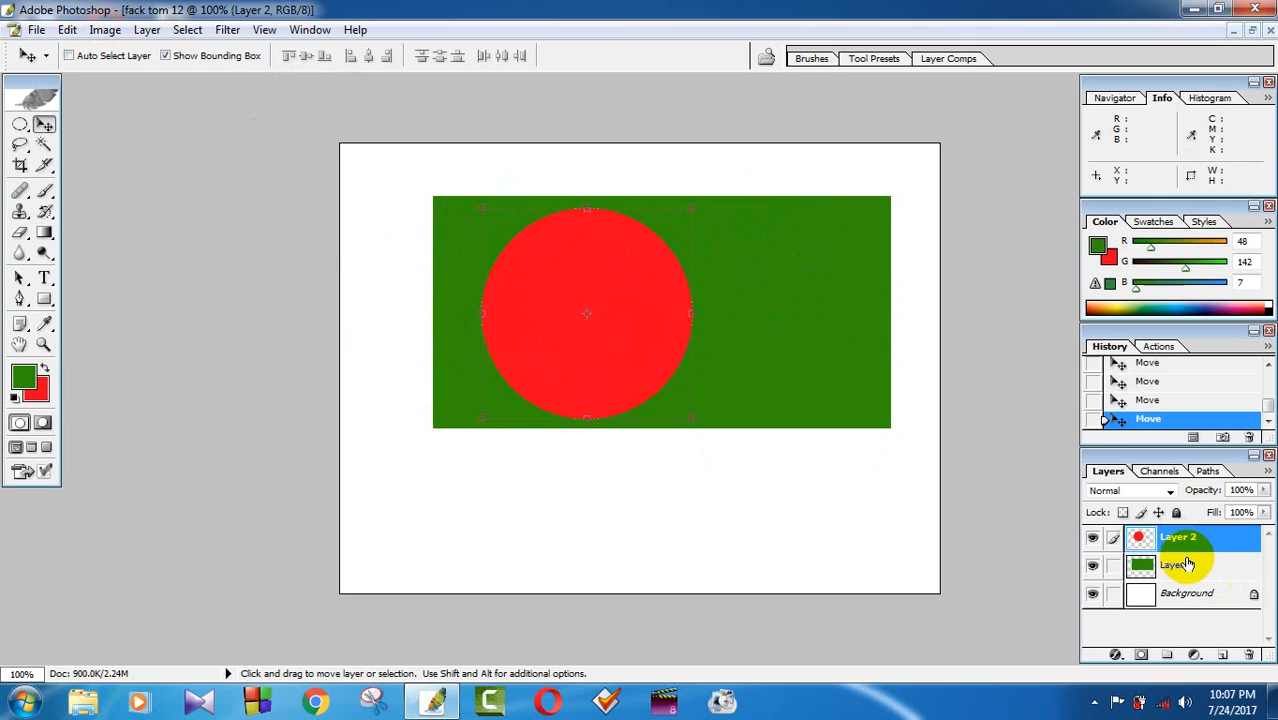 Adobe Photoshop - [fack tom 12 @ 100% (Layer 2, RGB/8)]
File Edit Image Layer Select Filter View Window Help
Auto Select Layer Show Bounding Box Brushes Tool Presets Layer Comps
Navigator Info Histogram
R : C :
G : M :
B : Y :
K :
X : W :
Y : H :
Color Swatches Styles
R 48
G 142
B 7
History Actions
Move
Move
Move
Move
Layers Channels Paths
Normal Opacity: 100%
Lock: Fill: 100%
Layer 2
Layer
Background
100% Doc: 900.0K/2.24M Click and drag to move layer or selection. Use Shift and Alt for additional options.
10:07 PM
7/24/2017